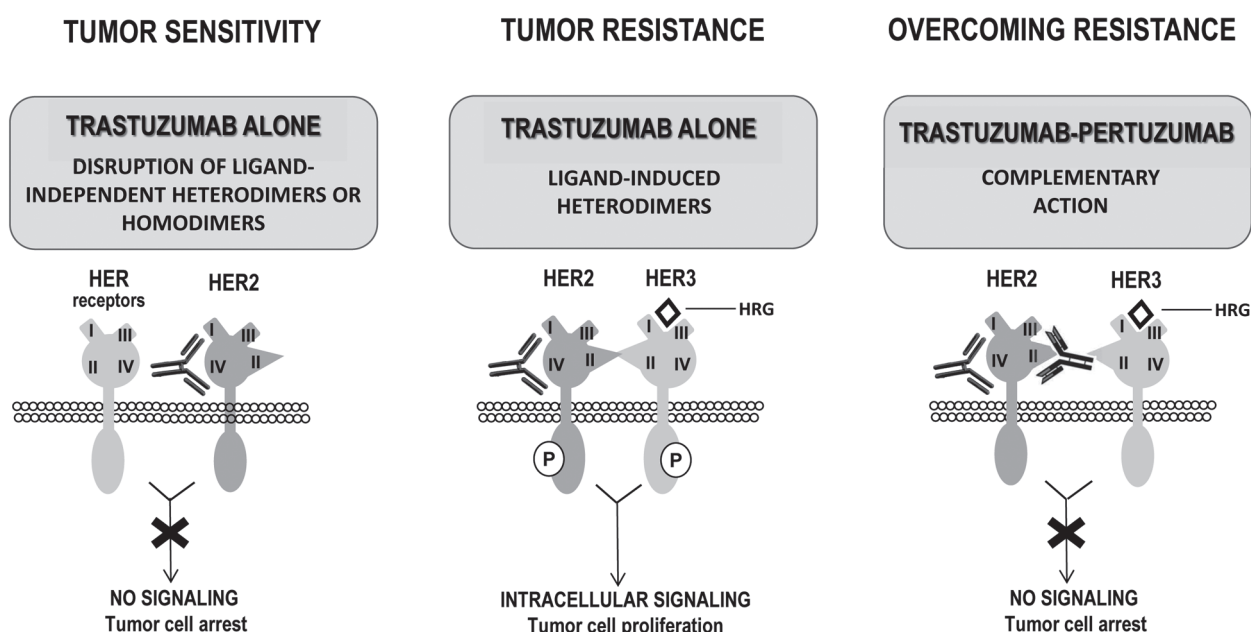 TUMOR SENSITIVITY
TRASTUZUMAB ALONE
DISRUPTION OF LIGAND-
INDEPENDENT HETERODIMERS OR
HOMODIMERS
HER
receptors
HER2
I
III
II
IV
I
III
IV
II
NO SIGNALING
Tumor cell arrest
TUMOR RESISTANCE
TRASTUZUMAB ALONE
LIGAND-INDUCED
HETERODIMERS
HER2
HER3
HRG
I
III
IV
II
I
III
II
IV
P
P
INTRACELLULAR SIGNALING
Tumor cell proliferation
OVERCOMING RESISTANCE
TRASTUZUMAB-PERTUZUMAB
COMPLEMENTARY
ACTION
HER2
HER3
HRG
I
III
IV
II
I
III
II
IV
NO SIGNALING
Tumor cell arrest